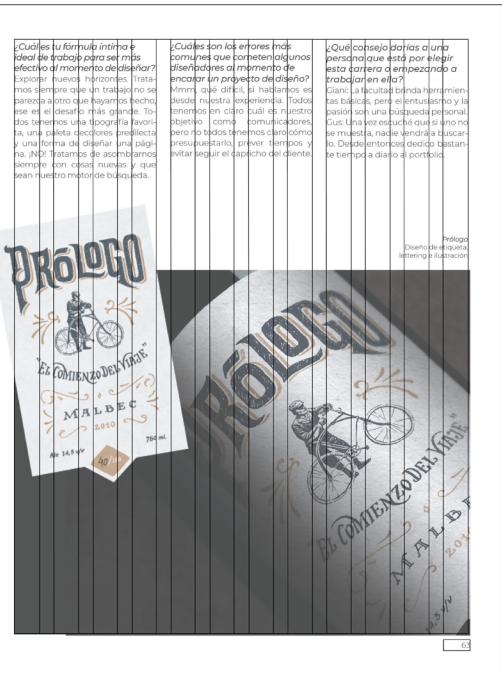 ¿Cuál es tu fórmula íntima e
ideal de trabajo para ser más
efectivo al momento de diseñar?
Explorar nuevos horizontes. Trata-
mos siempre que un trabajo no se
parezca a otro que hayamos hecho,
ese es el desafío más grande. To-
dos tenemos una tipografía favori-
ta, una paleta decolores predilecta
y una forma de diseñar una pági-
na. ¡NO! Tratamos de asombrarnos
siempre con cosas nuevas y que
sean nuestro motor de búsqueda.
¿Cuáles son los errores más
comunes que cometen algunos
diseñadores al momento de
encarar un proyecto de diseño?
Mmm, qué difícil, si hablamos es
desde nuestra experiencia. Todos
tenemos en claro cuál es nuestro
objetivo como comunicadores,
pero no todos tenemos claro cómo
presupuestarlo, prever tiempos y
evitar seguir el capricho del cliente.
¿Qué consejo darías a una
persana que está por elegir
esta carrera o empezando a
trabajar en ella?
Giani: La facultad brinda herramien-
tas básicas, pero el entusiasmo y la
pasión son una búsqueda personal.
Gus: Una vez escuché que si uno no
se muestra, nadie vendrá a buscar-
lo. Desde entonces dedico bastan-
te tiempo a diario al portfolio.
Prólogo
Diseño de etiqueta,
lettering e ilustración
PRÓLOGO
"EL COMIENZO DEL VIAJE"
MALBEC
2010
Alc 14,5 v/v
750 ml.
40
PRÓLOGO
"EL COMIENZO DEL VIAJE"
MALBE
201
63